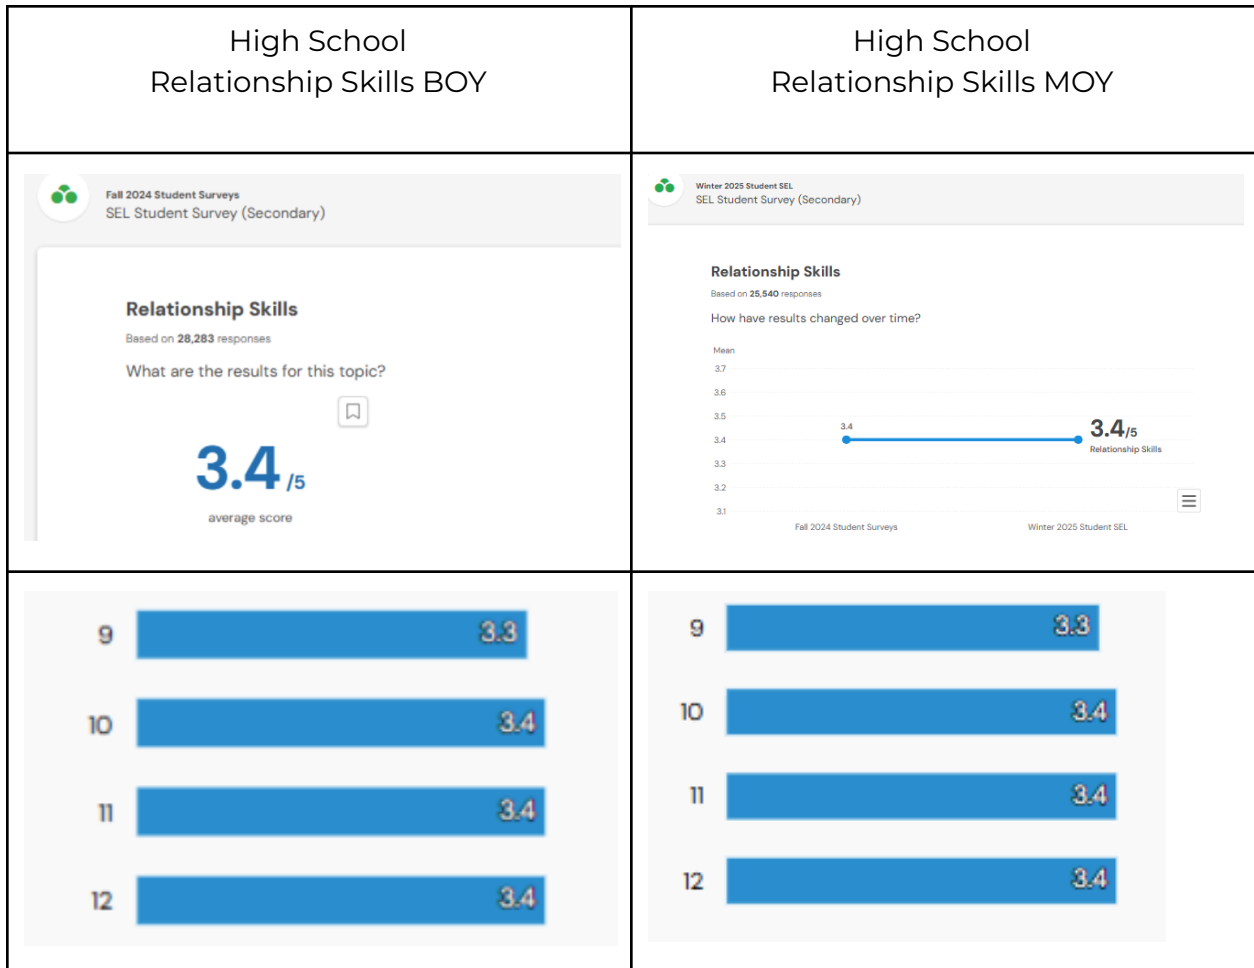 High School
Relationship Skills BOY
High School
Relationship Skills MOY
Fall 2024 Student Surveys
SEL Student Survey (Secondary)
Relationship Skills
Based on 28,283 responses
What are the results for this topic?
3.4 /5
average score
Winter 2025 Student SEL
SEL Student Survey (Secondary)
Relationship Skills
Based on 25,540 responses
How have results changed over time?
Mean
3.7
3.6
3.5
3.4
3.3
3.2
3.1
3.4
3.4/5
Relationship Skills
Fall 2024 Student Surveys
Winter 2025 Student SEL
9 3.3
10 3.4
11 3.4
12 3.4
9 3.3
10 3.4
11 3.4
12 3.4